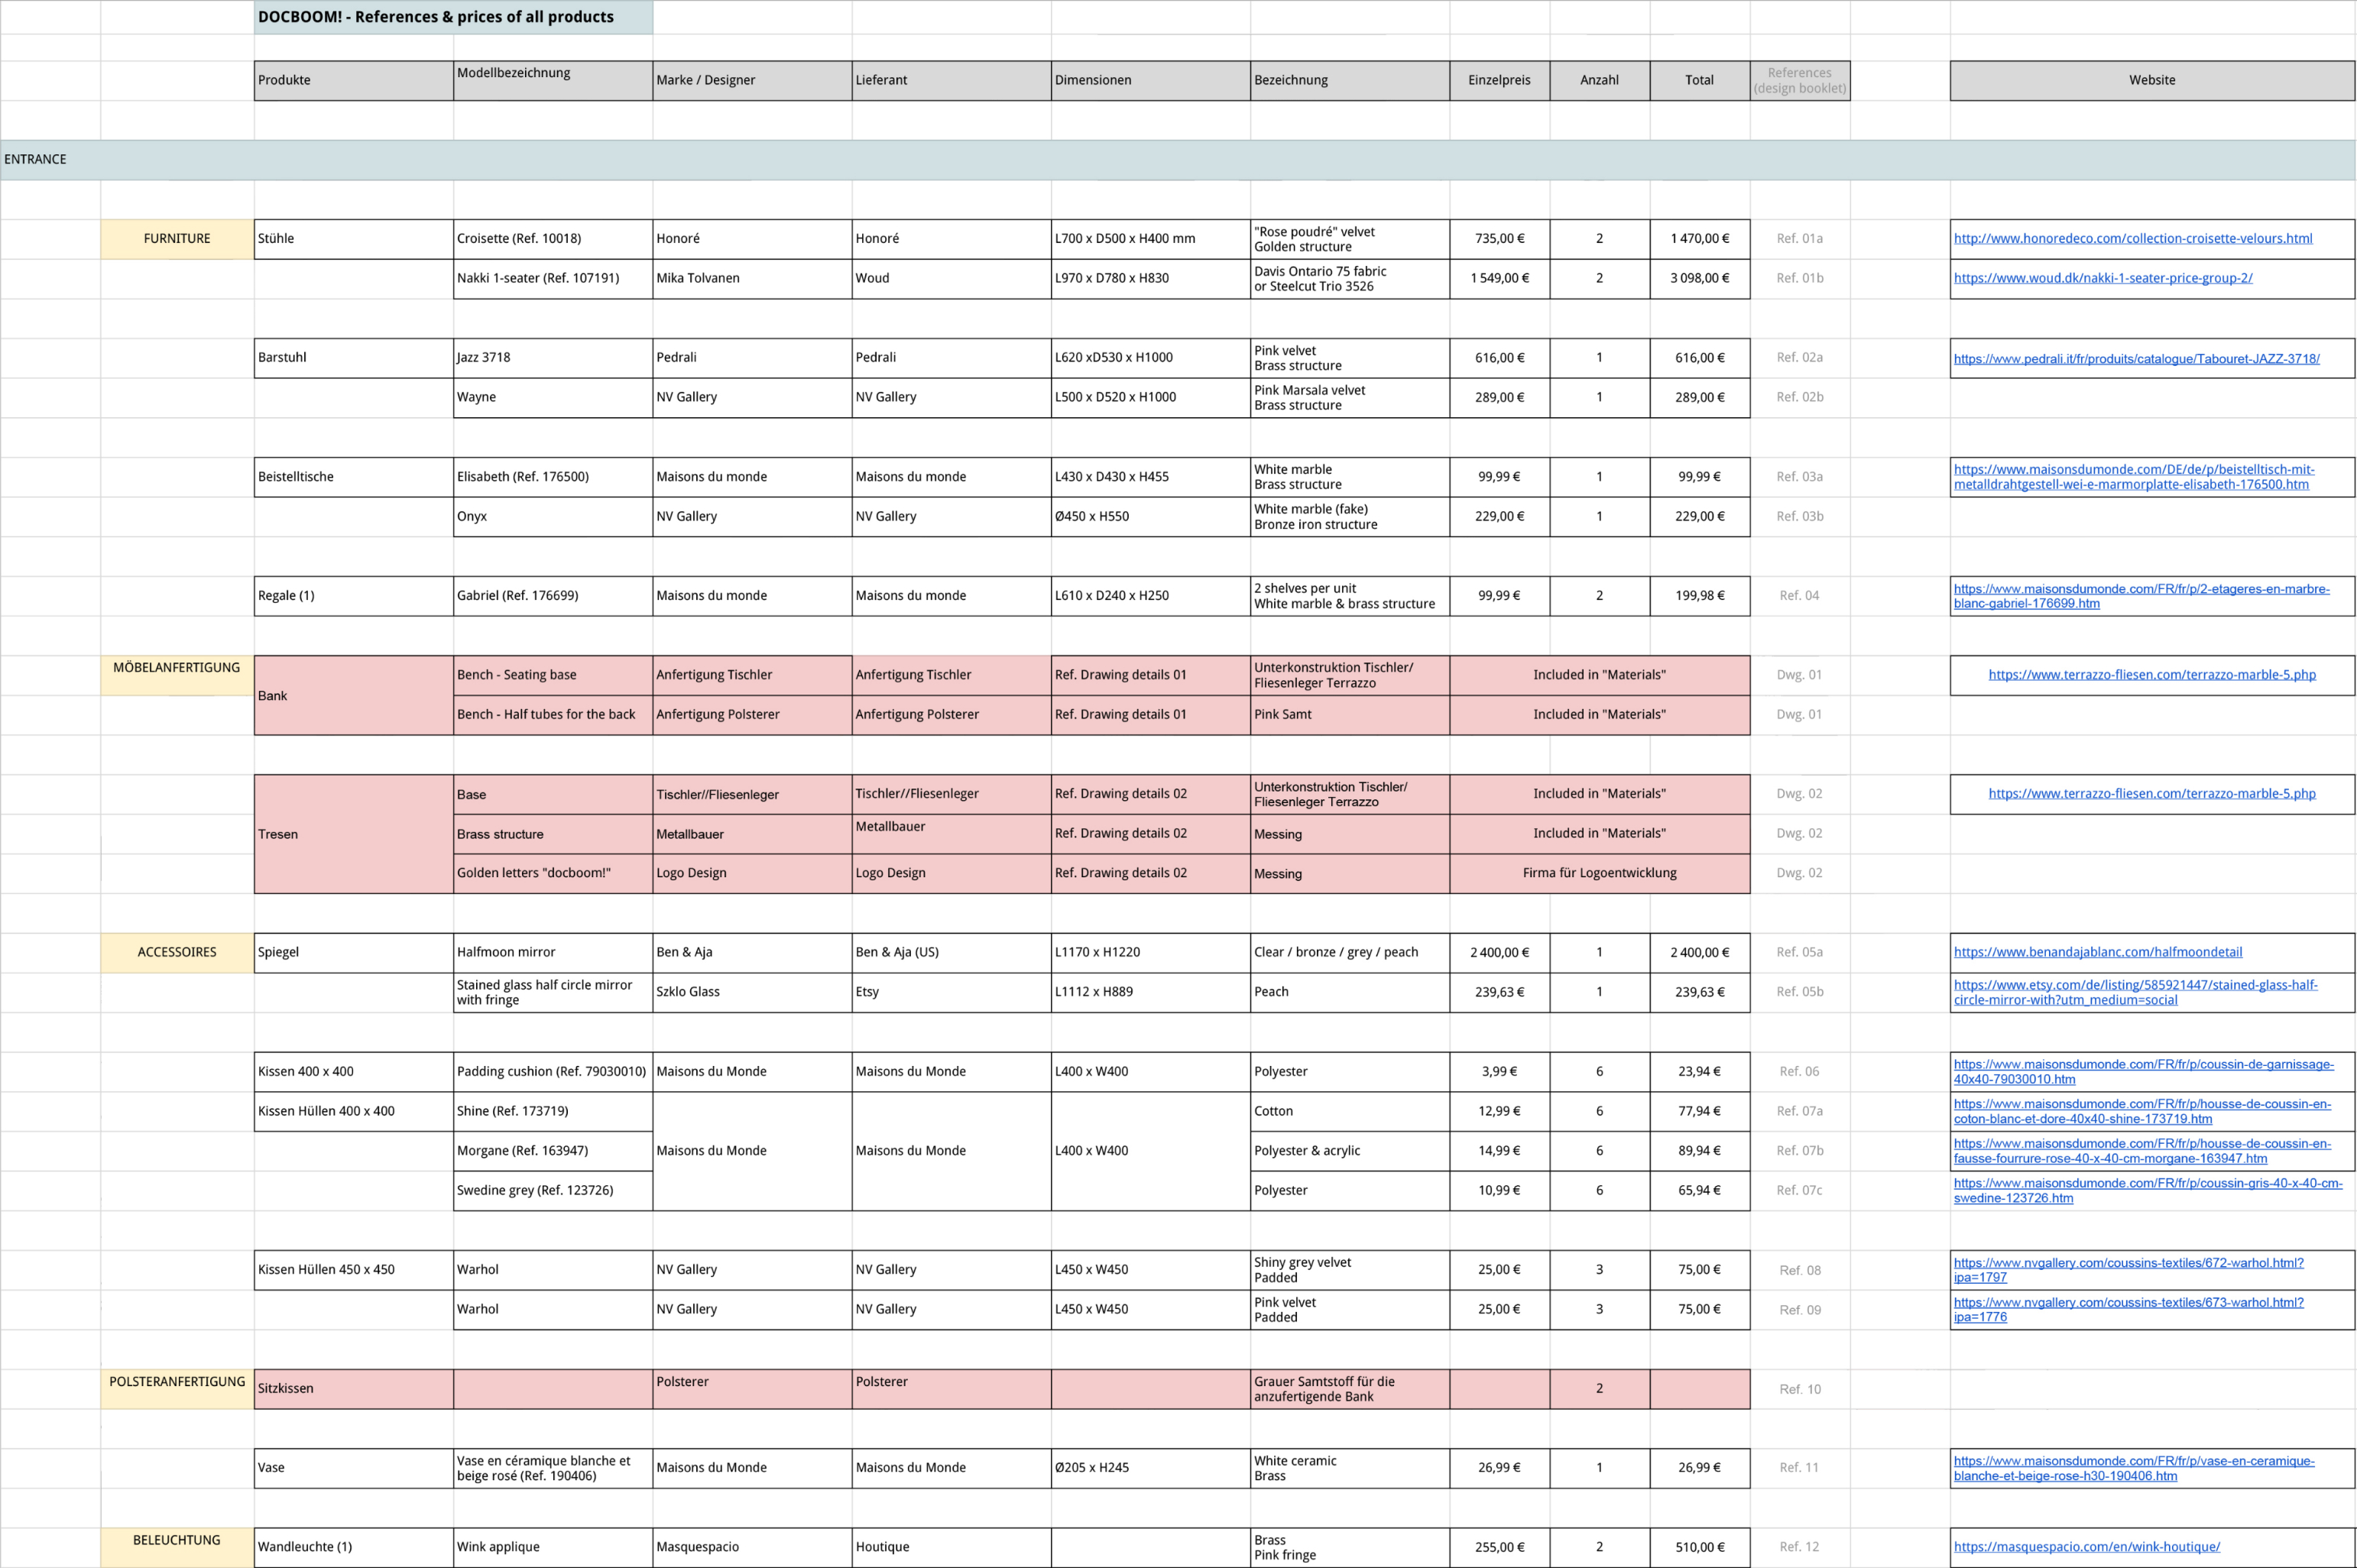 DOCBOOM! - References & prices of all products
Produkte Modellbezeichnung Marke / Designer Lieferant Dimensionen Bezeichnung Einzelpreis Anzahl Total References (design booklet) Website
ENTRANCE
FURNITURE Stühle Croisette (Ref. 10018) Honoré Honoré L700 x D500 x H400 mm "Rose poudré" velvet Golden structure 735,00 € 2 1 470,00 € Ref. 01a http://www.honoredeco.com/collection-croisette-velours.html
Nakki 1-seater (Ref. 107191) Mika Tolvanen Woud L970 x D780 x H830 Davis Ontario 75 fabric or Steelcut Trio 3526 1 549,00 € 2 3 098,00 € Ref. 01b https://www.woud.dk/nakki-1-seater-price-group-2/
Barstuhl Jazz 3718 Pedrali Pedrali L620 xD530 x H1000 Pink velvet Brass structure 616,00 € 1 616,00 € Ref. 02a https://www.pedrali.it/fr/produits/catalogue/Tabouret-JAZZ-3718/
Wayne NV Gallery NV Gallery L500 x D520 x H1000 Pink Marsala velvet Brass structure 289,00 € 1 289,00 € Ref. 02b
Beistelltische Elisabeth (Ref. 176500) Maisons du monde Maisons du monde L430 x D430 x H455 White marble Brass structure 99,99 € 1 99,99 € Ref. 03a https://www.maisonsdumonde.com/DE/de/p/beistelltisch-mit-metalldrahtgestell-wei-e-marmorplatte-elisabeth-176500.htm
Onyx NV Gallery NV Gallery Ø450 x H550 White marble (fake) Bronze iron structure 229,00 € 1 229,00 € Ref. 03b
Regale (1) Gabriel (Ref. 176699) Maisons du monde Maisons du monde L610 x D240 x H250 2 shelves per unit White marble & brass structure 99,99 € 2 199,98 € Ref. 04 https://www.maisonsdumonde.com/FR/fr/p/2-etageres-en-marbre-blanc-gabriel-176699.htm
MÖBELANFERTIGUNG Bank Bench - Seating base Anfertigung Tischler Anfertigung Tischler Ref. Drawing details 01 Unterkonstruktion Tischler/ Fliesenleger Terrazzo Included in "Materials" Dwg. 01 https://www.terrazzo-fliesen.com/terrazzo-marble-5.php
Bench - Half tubes for the back Anfertigung Polsterer Anfertigung Polsterer Ref. Drawing details 01 Pink Samt Included in "Materials" Dwg. 01
Tresen Base Tischler//Fliesenleger Tischler//Fliesenleger Ref. Drawing details 02 Unterkonstruktion Tischler/ Fliesenleger Terrazzo Included in "Materials" Dwg. 02 https://www.terrazzo-fliesen.com/terrazzo-marble-5.php
Brass structure Metallbauer Metallbauer Ref. Drawing details 02 Messing Included in "Materials" Dwg. 02
Golden letters "docboom!" Logo Design Logo Design Ref. Drawing details 02 Messing Firma für Logoentwicklung Dwg. 02
ACCESSOIRES Spiegel Halfmoon mirror Ben & Aja Ben & Aja (US) L1170 x H1220 Clear / bronze / grey / peach 2 400,00 € 1 2 400,00 € Ref. 05a https://www.benandajablanc.com/halfmoondetail
Stained glass half circle mirror with fringe Szklo Glass Etsy L1112 x H889 Peach 239,63 € 1 239,63 € Ref. 05b https://www.etsy.com/de/listing/585921447/stained-glass-half-circle-mirror-with?utm_medium=social
Kissen 400 x 400 Padding cushion (Ref. 79030010) Maisons du Monde Maisons du Monde L400 x W400 Polyester 3,99 € 6 23,94 € Ref. 06 https://www.maisonsdumonde.com/FR/fr/p/coussin-de-garnissage-40x40-79030010.htm
Kissen Hüllen 400 x 400 Shine (Ref. 173719) Cotton 12,99 € 6 77,94 € Ref. 07a https://www.maisonsdumonde.com/FR/fr/p/housse-de-coussin-en-coton-blanc-et-dore-40x40-shine-173719.htm
Morgane (Ref. 163947) Maisons du Monde Maisons du Monde L400 x W400 Polyester & acrylic 14,99 € 6 89,94 € Ref. 07b https://www.maisonsdumonde.com/FR/fr/p/housse-de-coussin-en-fausse-fourrure-rose-40-x-40-cm-morgane-163947.htm
Swedine grey (Ref. 123726) Polyester 10,99 € 6 65,94 € Ref. 07c https://www.maisonsdumonde.com/FR/fr/p/coussin-gris-40-x-40-cm-swedine-123726.htm
Kissen Hüllen 450 x 450 Warhol NV Gallery NV Gallery L450 x W450 Shiny grey velvet Padded 25,00 € 3 75,00 € Ref. 08 https://www.nvgallery.com/coussins-textiles/672-warhol.html?ipa=1797
Warhol NV Gallery NV Gallery L450 x W450 Pink velvet Padded 25,00 € 3 75,00 € Ref. 09 https://www.nvgallery.com/coussins-textiles/673-warhol.html?ipa=1776
POLSTERANFERTIGUNG Sitzkissen Polsterer Polsterer Grauer Samtstoff für die anzufertigende Bank 2 Ref. 10
Vase Vase en céramique blanche et beige rosé (Ref. 190406) Maisons du Monde Maisons du Monde Ø205 x H245 White ceramic Brass 26,99 € 1 26,99 € Ref. 11 https://www.maisonsdumonde.com/FR/fr/p/vase-en-ceramique-blanche-et-beige-rose-h30-190406.htm
BELEUCHTUNG Wandleuchte (1) Wink applique Masquespacio Houtique Brass Pink fringe 255,00 € 2 510,00 € Ref. 12 https://masquespacio.com/en/wink-houtique/